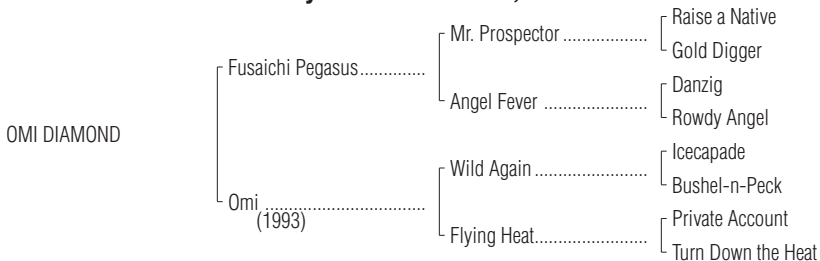 Raise a Native
Mr. Prospector ..................
Gold Digger
Fusaichi Pegasus..............
Danzig
Angel Fever ......................
Rowdy Angel
OMI DIAMOND
Icecapade
Wild Again ........................
Bushel-n-Peck
Omi ..................................
(1993)
Private Account
Flying Heat........................
Turn Down the Heat